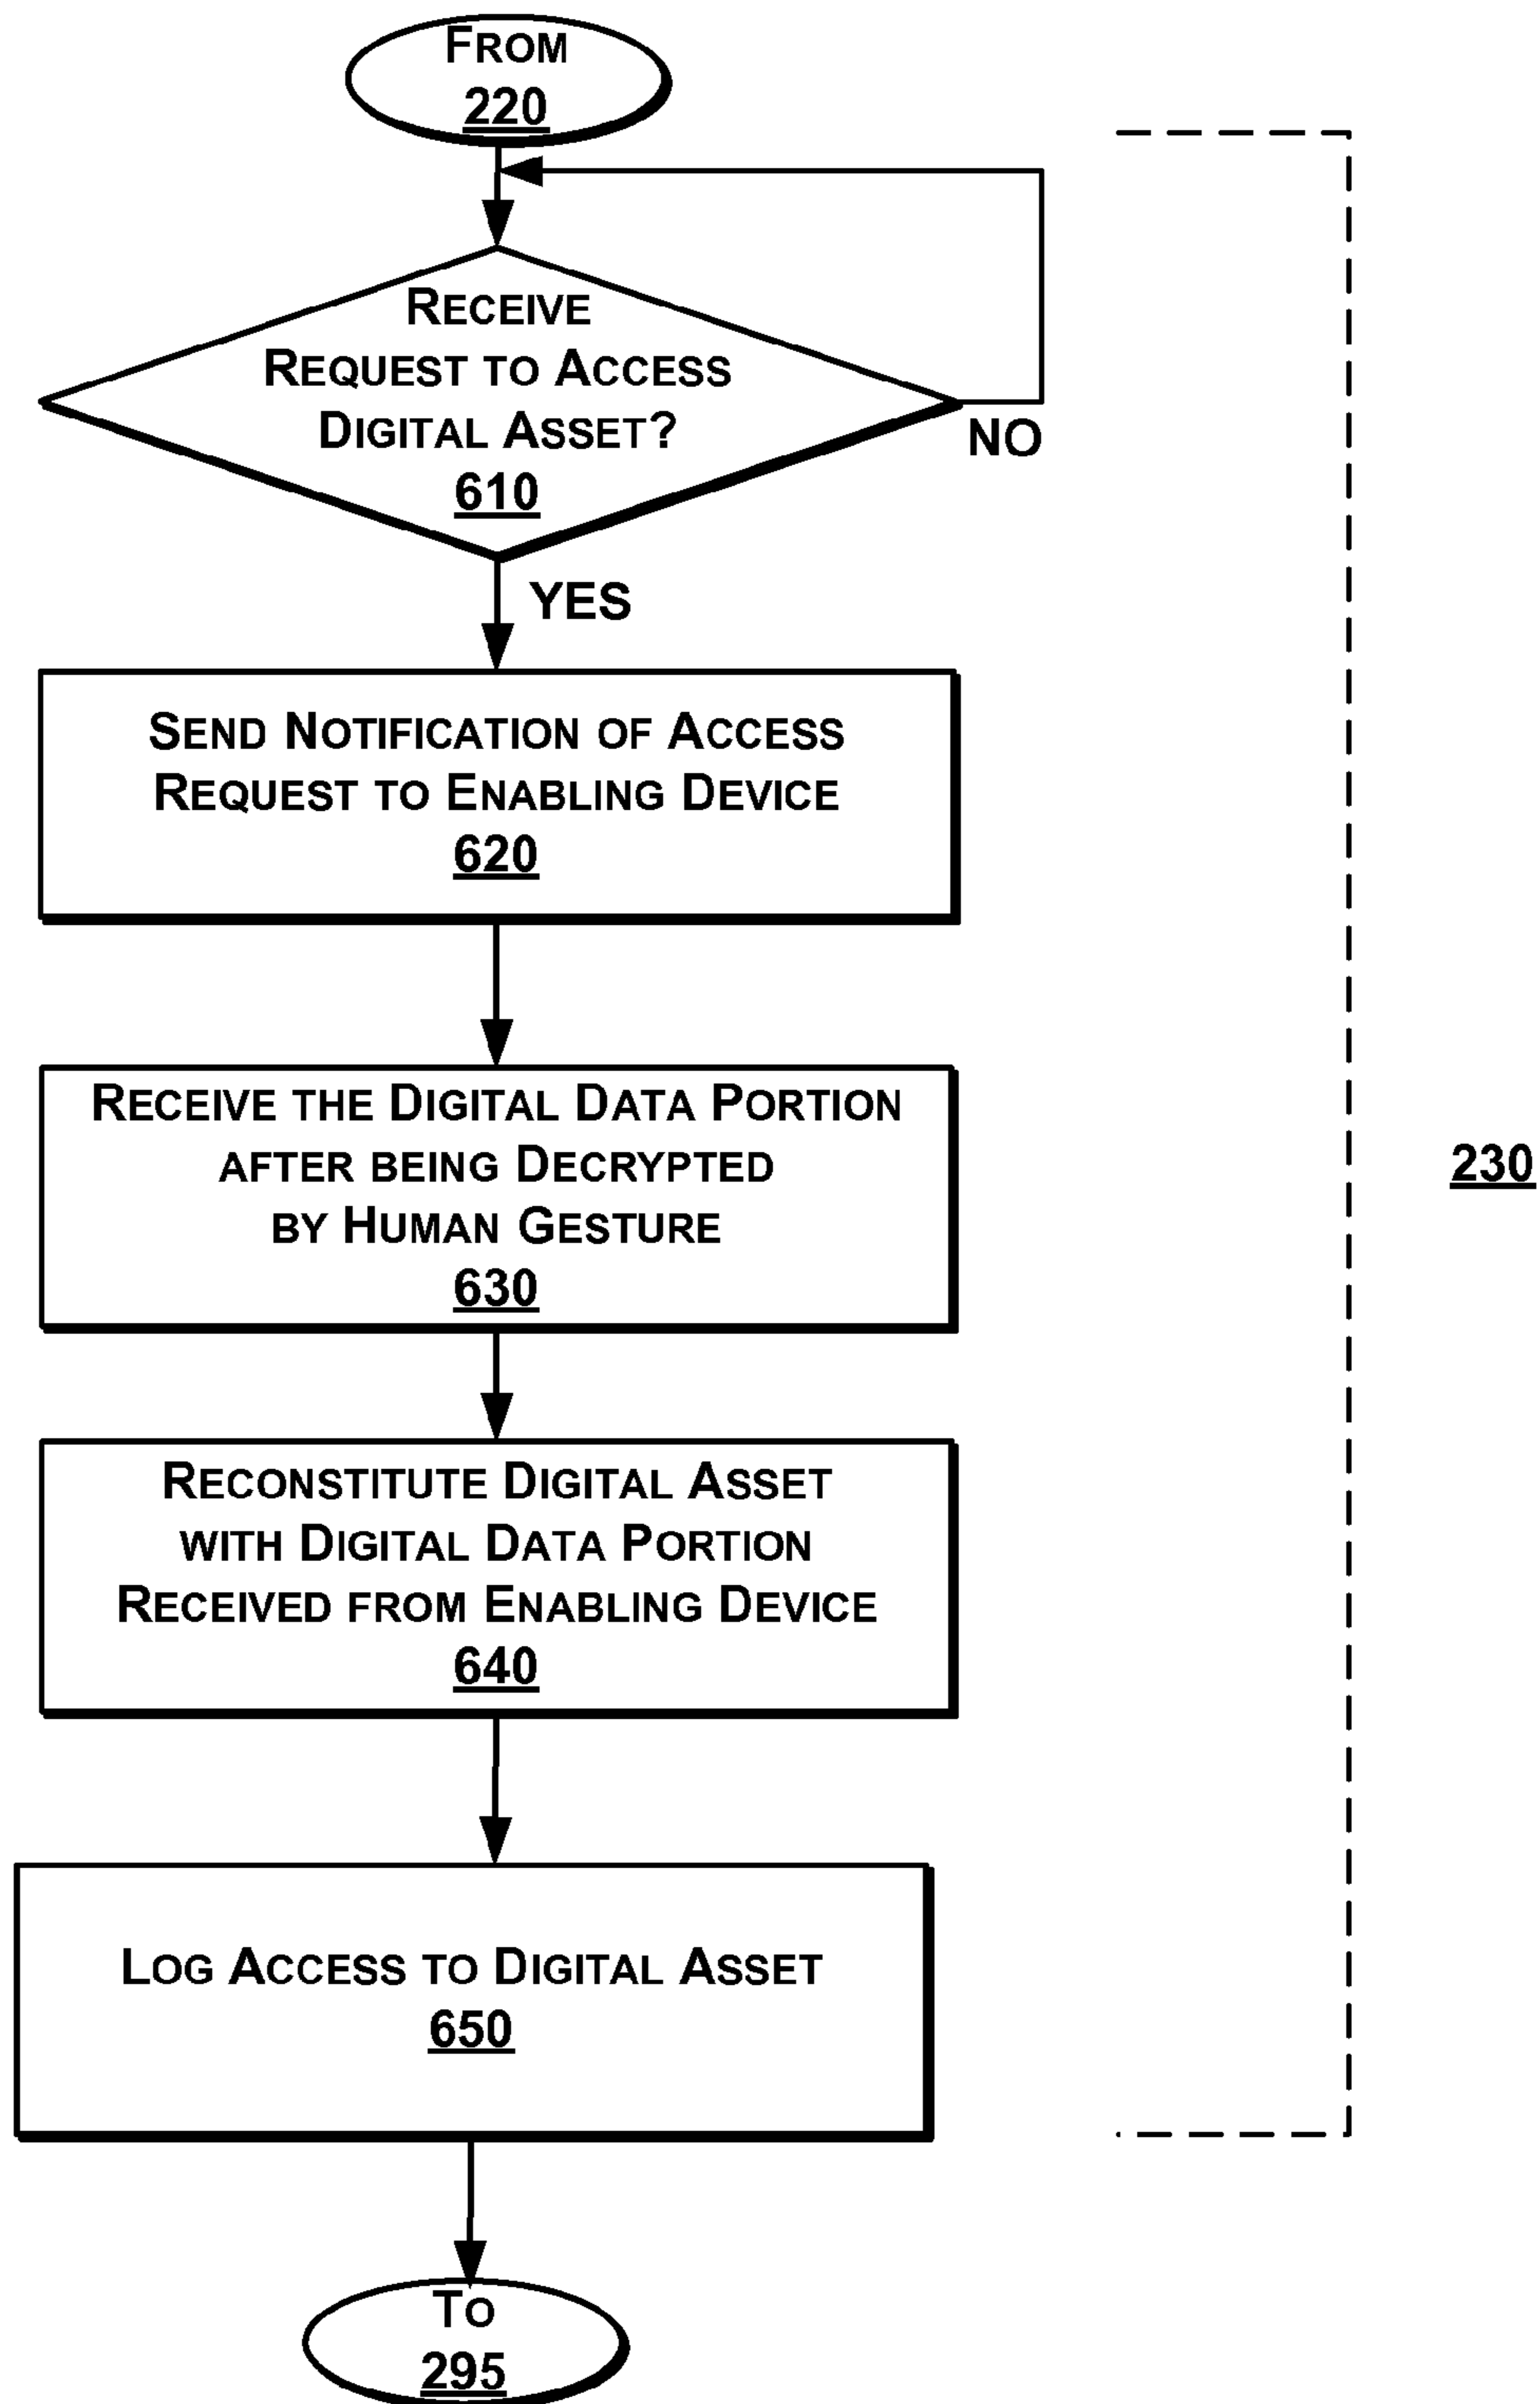 FROM
220
RECEIVE
REQUEST TO ACCESS
DIGITAL ASSET?
610
NO
YES
SEND NOTIFICATION OF ACCESS
REQUEST TO ENABLING DEVICE
620
RECEIVE THE DIGITAL DATA PORTION
AFTER BEING DECRYPTED
BY HUMAN GESTURE
630
230
RECONSTITUTE DIGITAL ASSET
WITH DIGITAL DATA PORTION
RECEIVED FROM ENABLING DEVICE
640
LOG ACCESS TO DIGITAL ASSET
650
TO
295